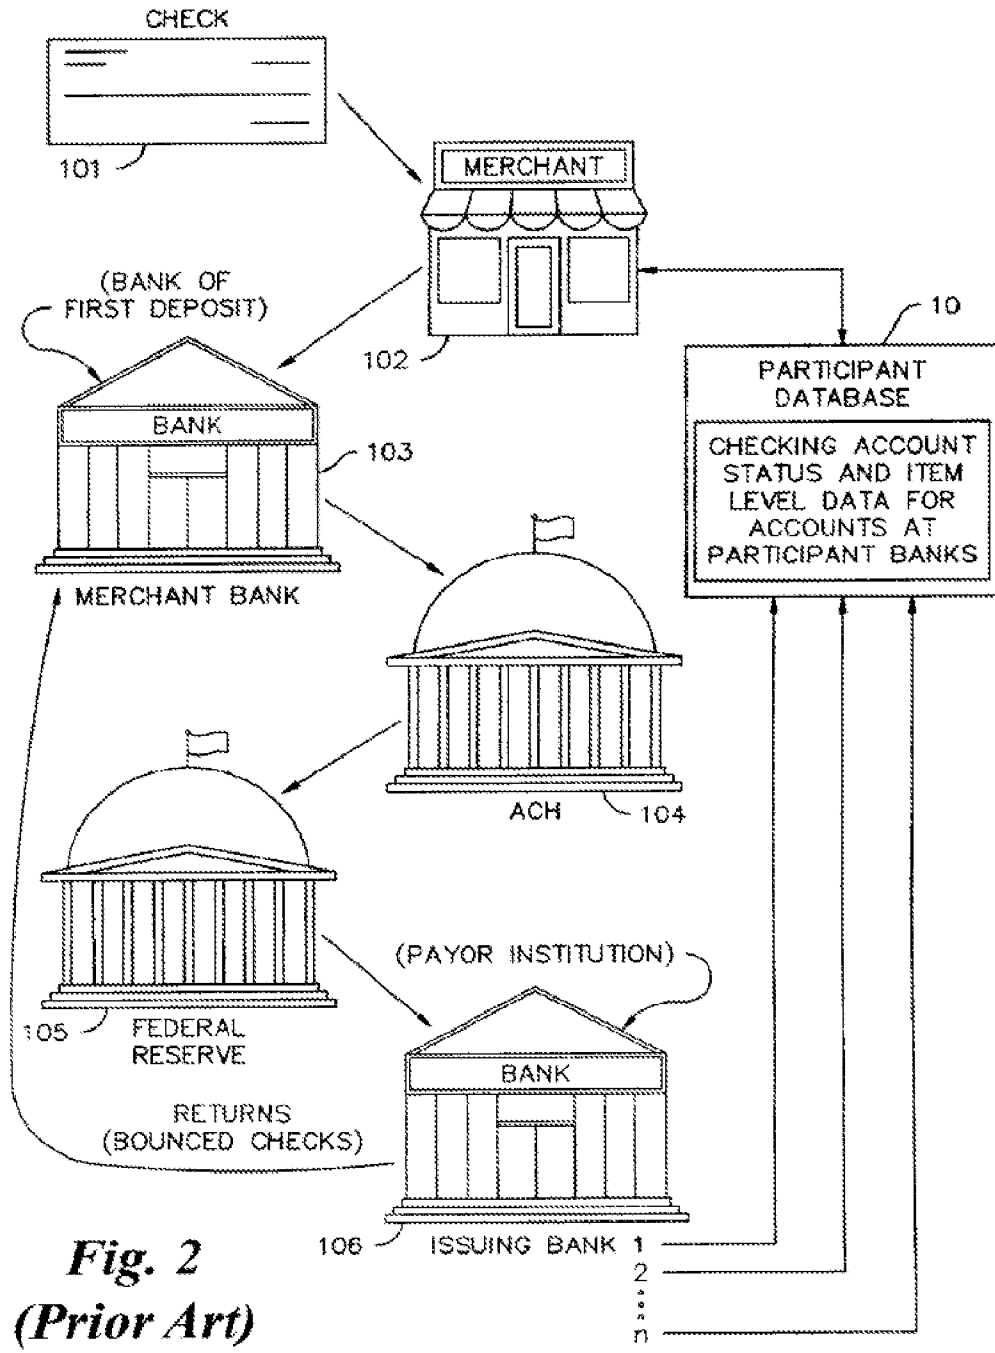 CHECK
101
MERCHANT
102
(BANK OF
FIRST DEPOSIT)
BANK
103
MERCHANT BANK
10
PARTICIPANT
DATABASE
CHECKING ACCOUNT
STATUS AND ITEM
LEVEL DATA FOR
ACCOUNTS AT
PARTICIPANT BANKS
ACH
104
105
FEDERAL
RESERVE
(PAYOR INSTITUTION)
BANK
RETURNS
(BOUNCED CHECKS)
106
ISSUING BANK 1
2
n
Fig. 2
(Prior Art)